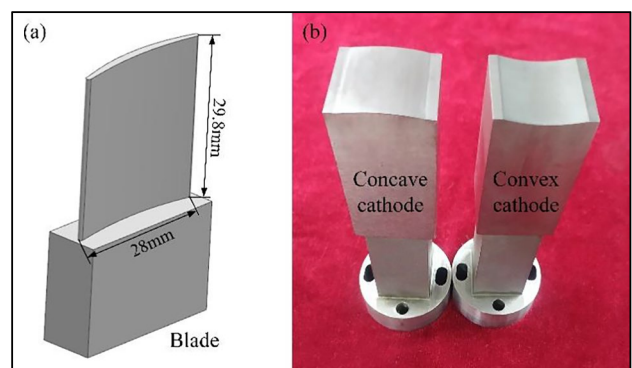 (a)
29.8mm
28mm
Blade
(b)
Concave
cathode
Convex
cathode